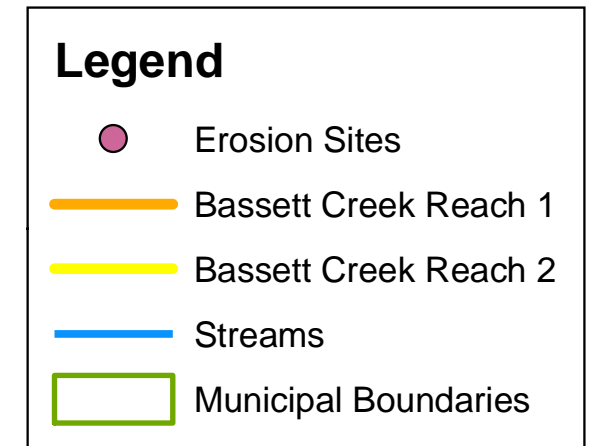 Legend
Erosion Sites
Bassett Creek Reach 1
Bassett Creek Reach 2
Streams
Municipal Boundaries